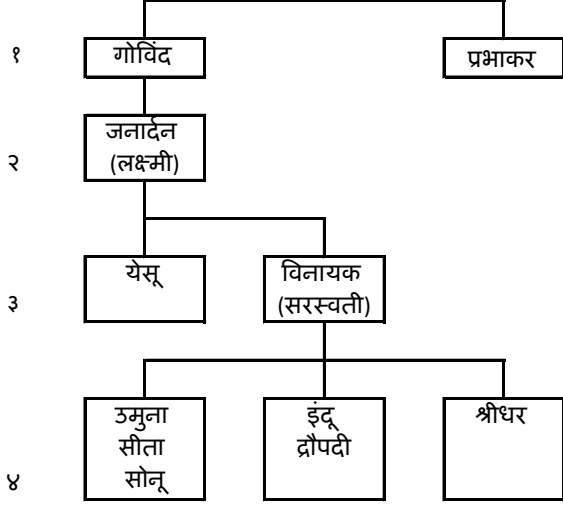 १
गोविंद
प्रभाकर
२
जनार्दन
(लक्ष्मी)
३
येसू
विनायक
(सरस्वती)
४
उमुना
सीता
सोनू
इंदू
द्रौपदी
श्रीधर